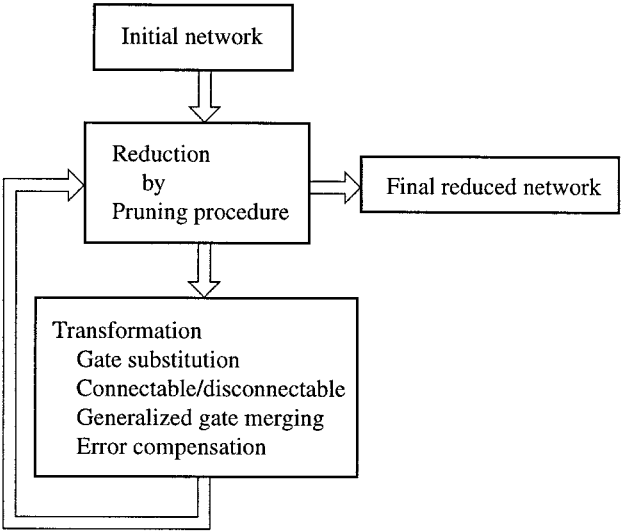 Initial network
Reduction
by
Pruning procedure
Final reduced network
Transformation
Gate substitution
Connectable/disconnectable
Generalized gate merging
Error compensation